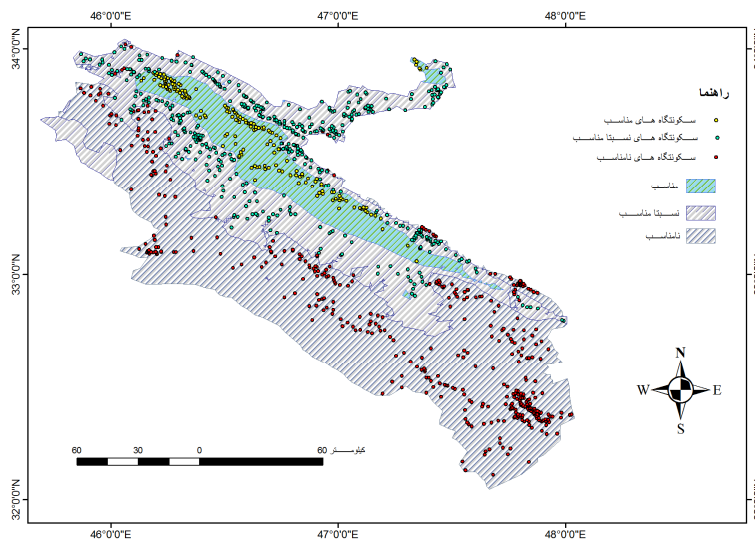 46°0'0"E 47°0'0"E 48°0'0"E
34°0'0"N
33°0'0"N
32°0'0"N
راهنما
سکونتگاه های مناسب
سکونتگاه های نسبتا مناسب
سکونتگاه های نامناسب
مناسب
نسبتا مناسب
نامناسب
N
W E
S
60 30 0 60 کیلومتر
46°0'0"E 47°0'0"E 48°0'0"E